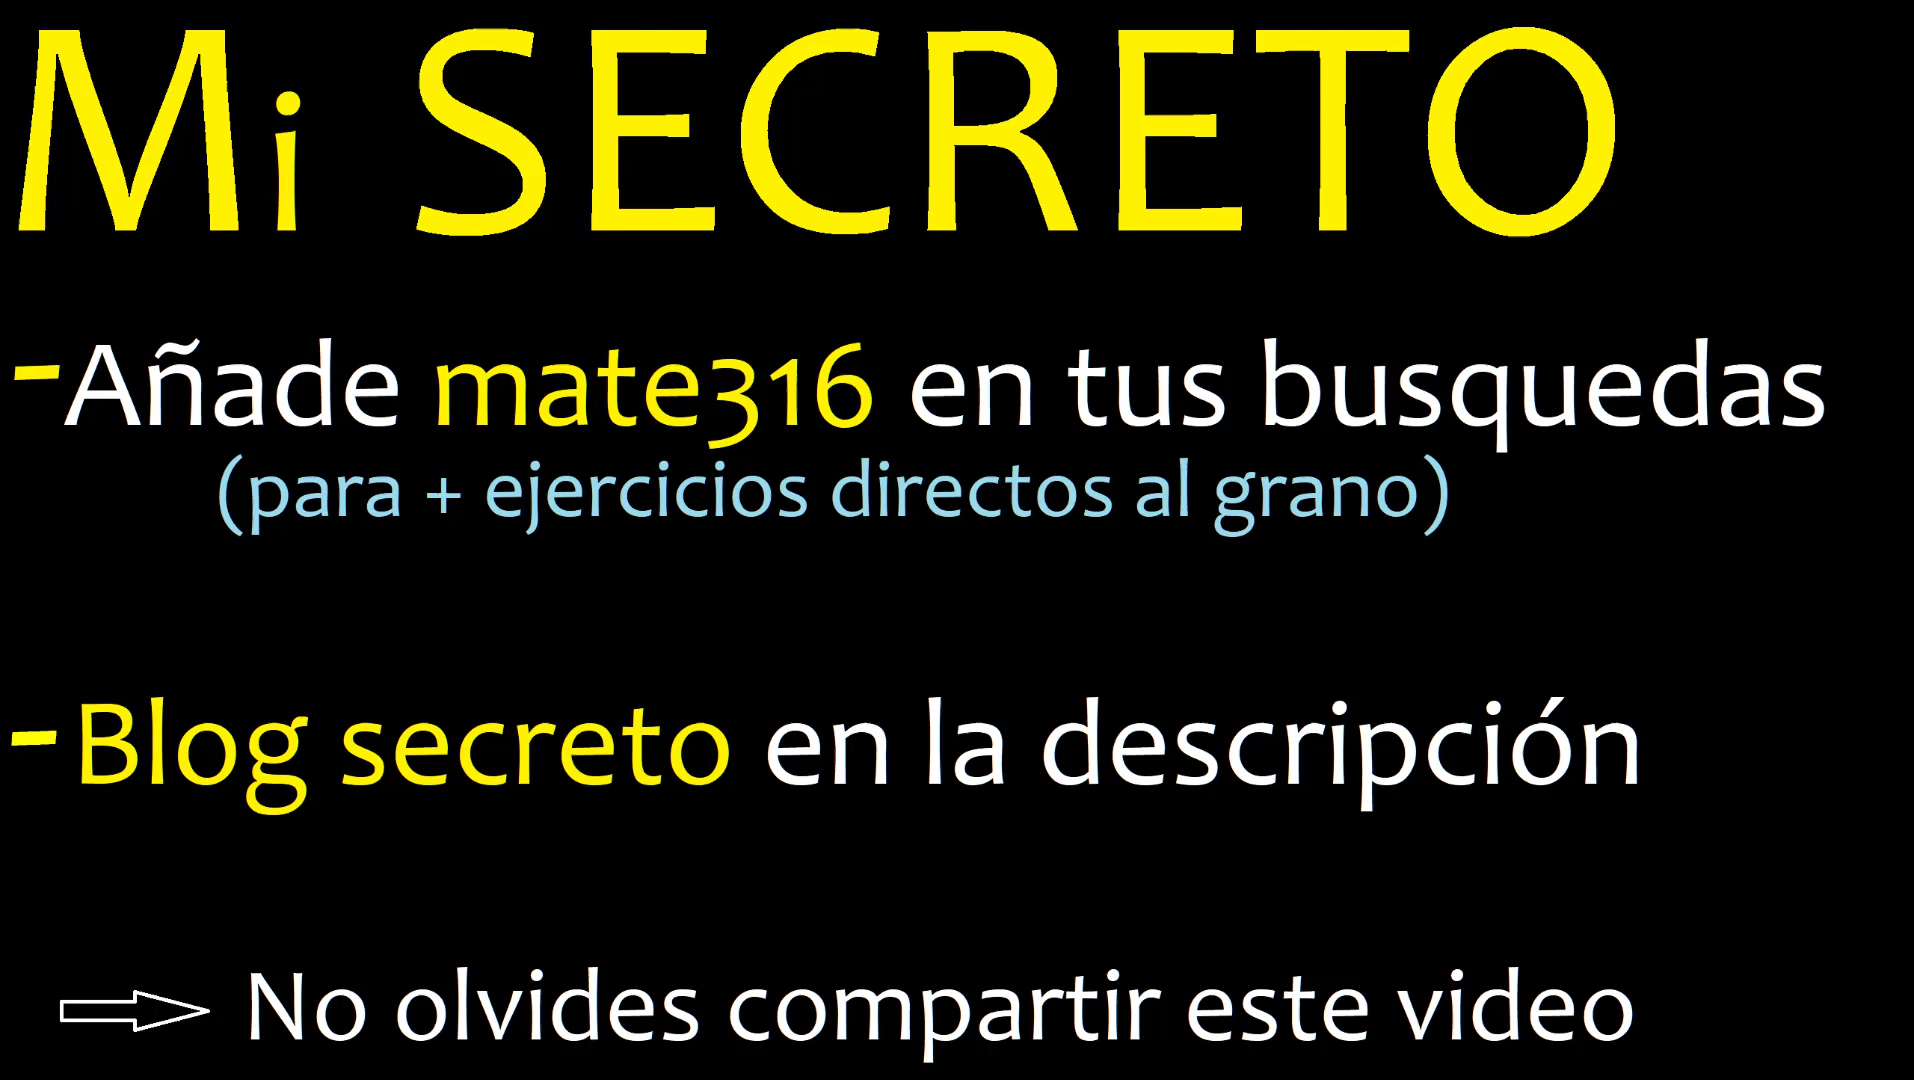 Mi SECRETO
-Añade mate316 en tus busquedas
(para + ejercicios directos al grano)
-Blog secreto en la descripción
No olvides compartir este video